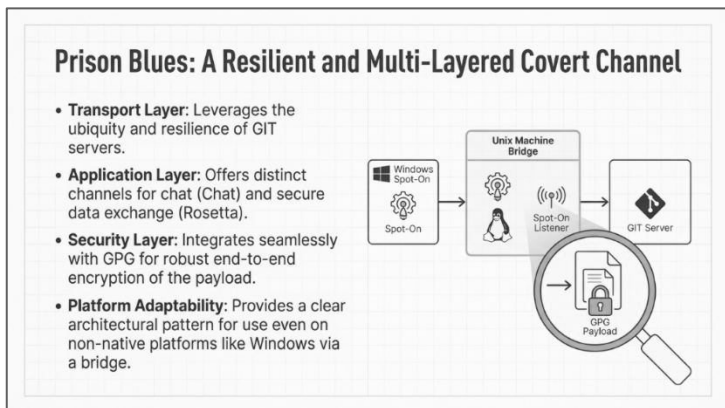 Prison Blues: A Resilient and Multi-Layered Covert Channel
• Transport Layer: Leverages the
ubiquity and resilience of GIT
servers.
• Application Layer: Offers distinct
channels for chat (Chat) and secure
data exchange (Rosetta).
• Security Layer: Integrates seamlessly
with GPG for robust end-to-end
encryption of the payload.
• Platform Adaptability: Provides a clear
architectural pattern for use even on
non-native platforms like Windows via
a bridge.
Windows
Spot-On
Spot-On
Unix Machine
Bridge
Spot-On
Listener
GIT Server
GPG
Payload